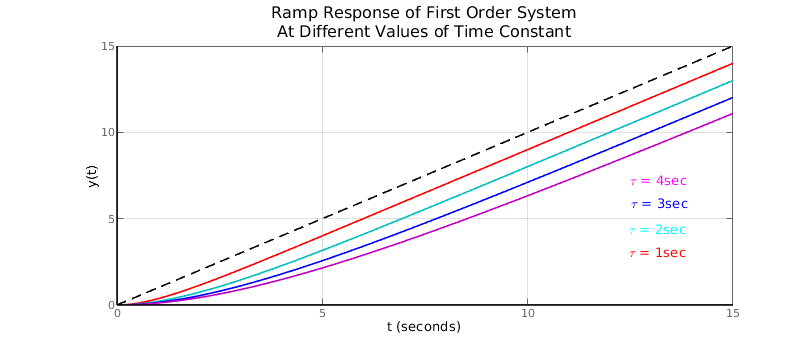 Ramp Response of First Order System
At Different Values of Time Constant
15
10
5
0
y(t)
τ = 4sec
τ = 3sec
τ = 2sec
τ = 1sec
0 5 10 15
t (seconds)